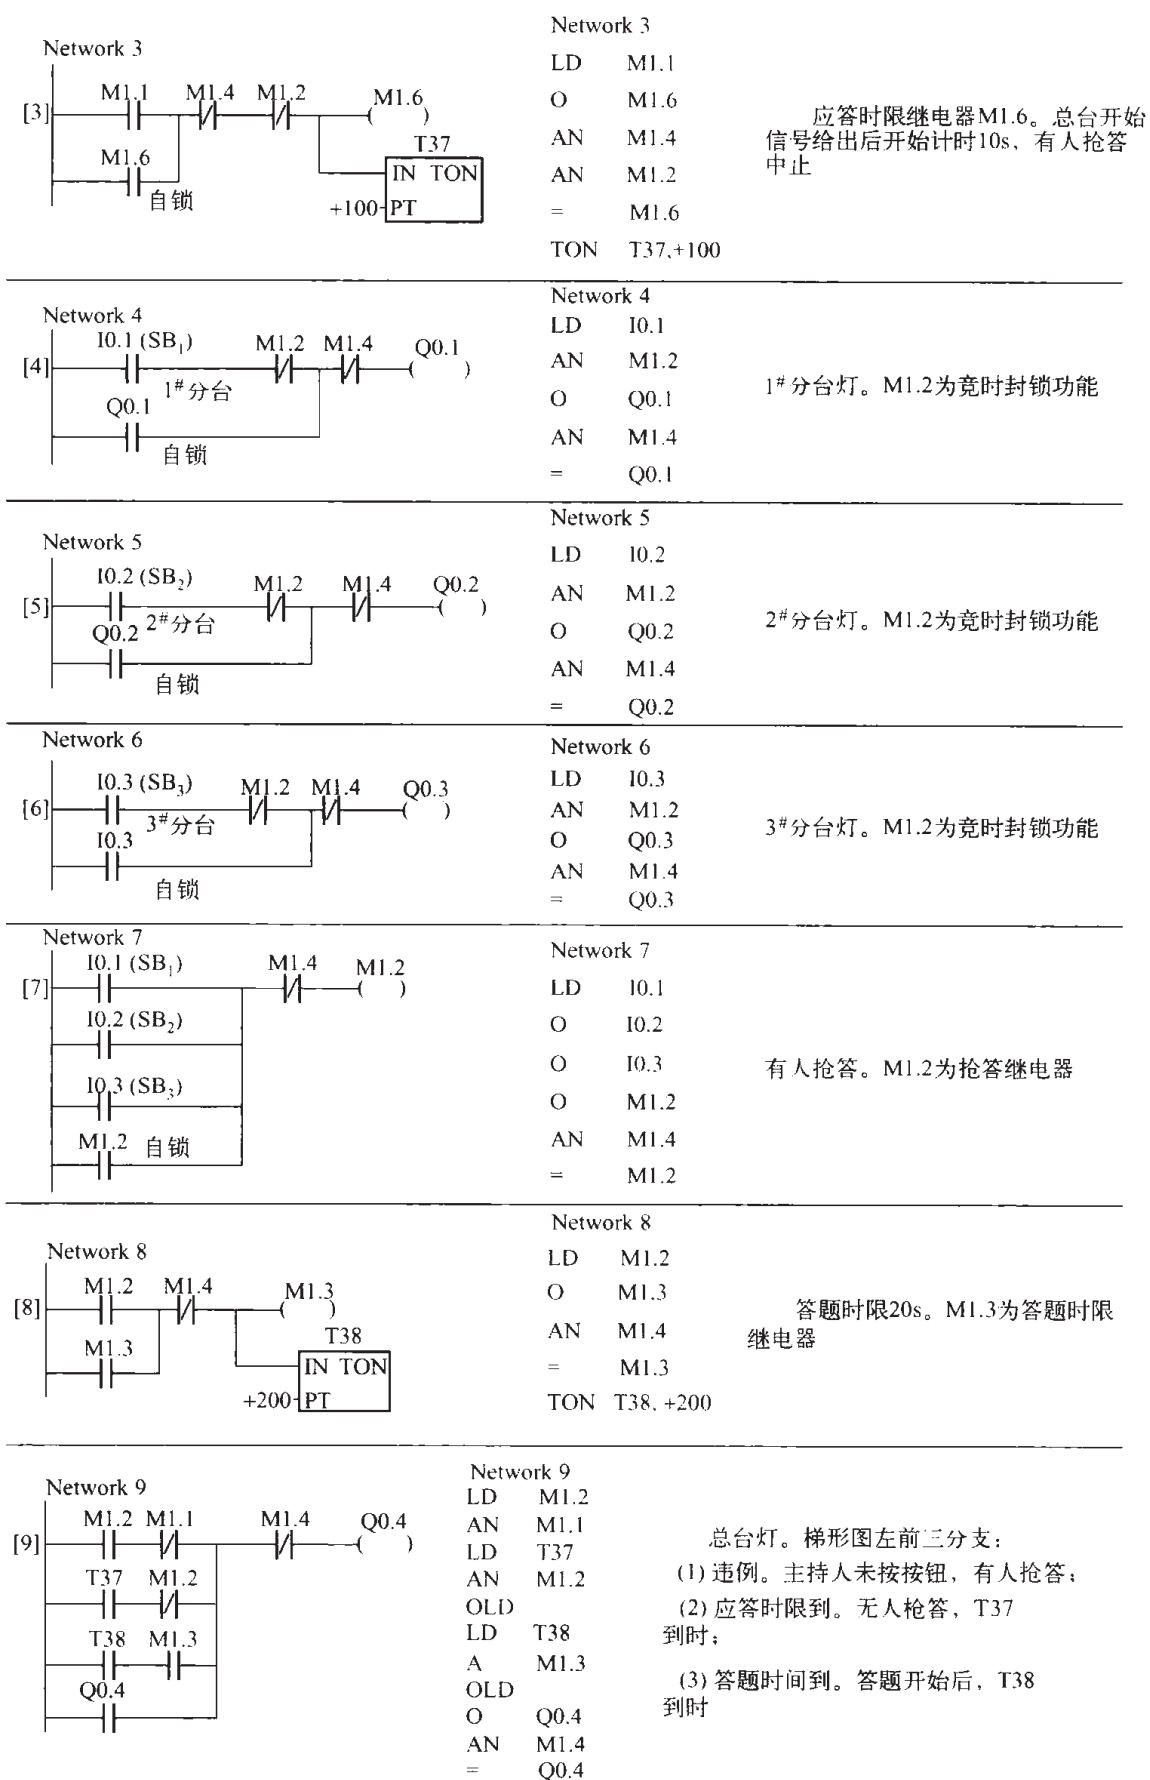 Network 3
[3]
M1.1 M1.4 M1.2 M1.6
M1.6
自锁
T37
IN TON
+100 PT
Network 3
LD M1.1
O M1.6
AN M1.4
AN M1.2
= M1.6
TON T37,+100
应答时限继电器M1.6。总台开始
信号给出后开始计时10s，有人抢答
中止
Network 4
[4]
I0.1 (SB₁) M1.2 M1.4 Q0.1
1#分台
Q0.1
自锁
Network 4
LD I0.1
AN M1.2
O Q0.1
AN M1.4
= Q0.1
1#分台灯。M1.2为竞时封锁功能
Network 5
[5]
I0.2 (SB₂) M1.2 M1.4 Q0.2
2#分台
Q0.2
自锁
Network 5
LD I0.2
AN M1.2
O Q0.2
AN M1.4
= Q0.2
2#分台灯。M1.2为竞时封锁功能
Network 6
[6]
I0.3 (SB₃) M1.2 M1.4 Q0.3
3#分台
I0.3
自锁
Network 6
LD I0.3
AN M1.2
O Q0.3
AN M1.4
= Q0.3
3#分台灯。M1.2为竞时封锁功能
Network 7
[7]
I0.1 (SB₁) M1.4 M1.2
I0.2 (SB₂)
I0.3 (SB₃)
M1.2 自锁
Network 7
LD I0.1
O I0.2
O I0.3
O M1.2
AN M1.4
= M1.2
有人抢答。M1.2为抢答继电器
Network 8
[8]
M1.2 M1.4 M1.3
M1.3
T38
IN TON
+200 PT
Network 8
LD M1.2
O M1.3
AN M1.4
= M1.3
TON T38, +200
答题时限20s。M1.3为答题时限
继电器
Network 9
[9]
M1.2 M1.1 M1.4 Q0.4
T37 M1.2
T38 M1.3
Q0.4
Network 9
LD M1.2
AN M1.1
LD T37
AN M1.2
OLD
LD T38
A M1.3
OLD
O Q0.4
AN M1.4
= Q0.4
总台灯。梯形图左前三分支：
(1) 违例。主持人未按按钮，有人抢答；
(2) 应答时限到。无人枪答，T37
到时；
(3) 答题时间到。答题开始后，T38
到时